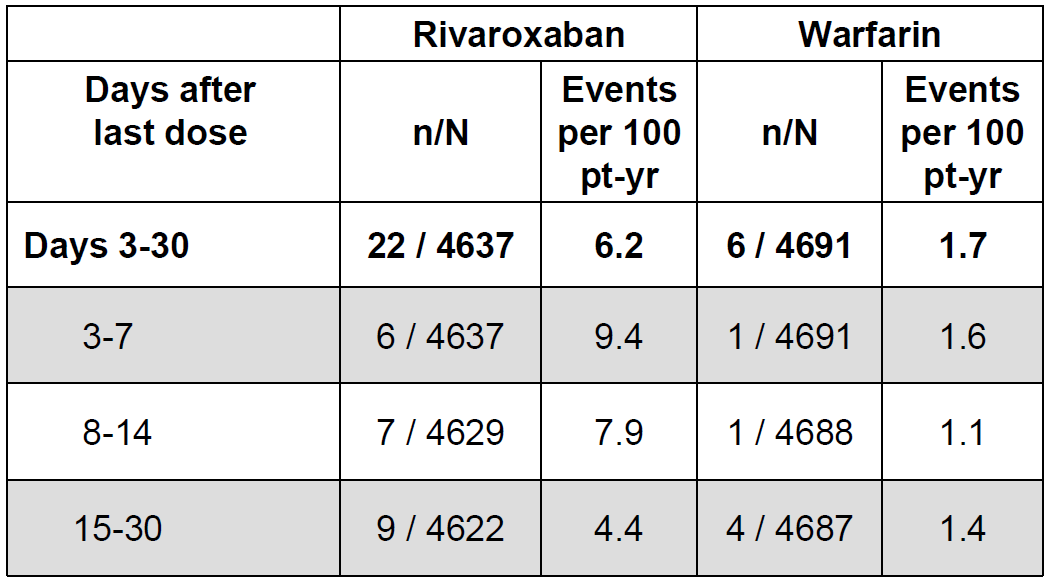 Rivaroxaban Warfarin
Days after last dose n/N Events per 100 pt-yr n/N Events per 100 pt-yr
Days 3-30 22 / 4637 6.2 6 / 4691 1.7
3-7 6 / 4637 9.4 1 / 4691 1.6
8-14 7 / 4629 7.9 1 / 4688 1.1
15-30 9 / 4622 4.4 4 / 4687 1.4